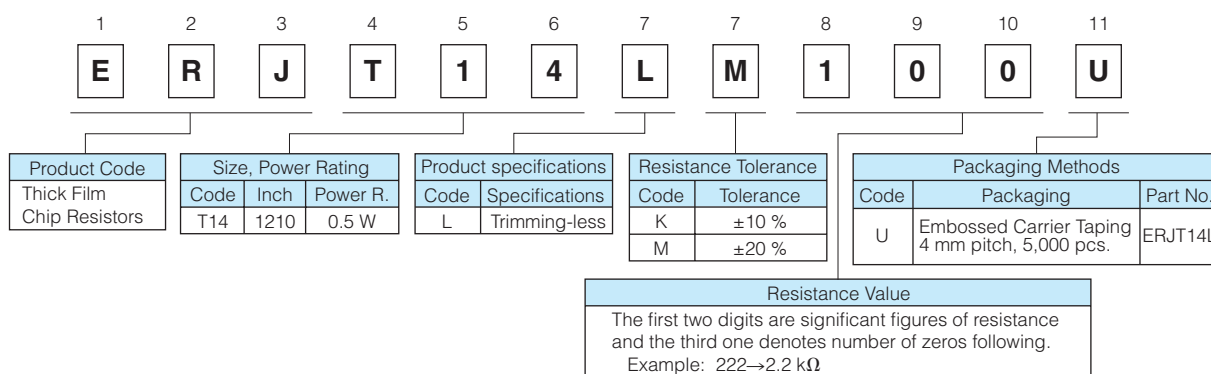 1 2 3 4 5 6 7 7 8 9 10 11
E R J T 1 4 L M 1 0 0 U
Product Code
Thick Film
Chip Resistors
Size, Power Rating
Code Inch Power R.
T14 1210 0.5 W
Product specifications
Code Specifications
L Trimming-less
Resistance Tolerance
Code Tolerance
K ±10 %
M ±20 %
Packaging Methods
Code Packaging Part No.
U Embossed Carrier Taping
4 mm pitch, 5,000 pcs.
ERJT14L
Resistance Value
The first two digits are significant figures of resistance
and the third one denotes number of zeros following.
Example: 222→2.2 kΩ